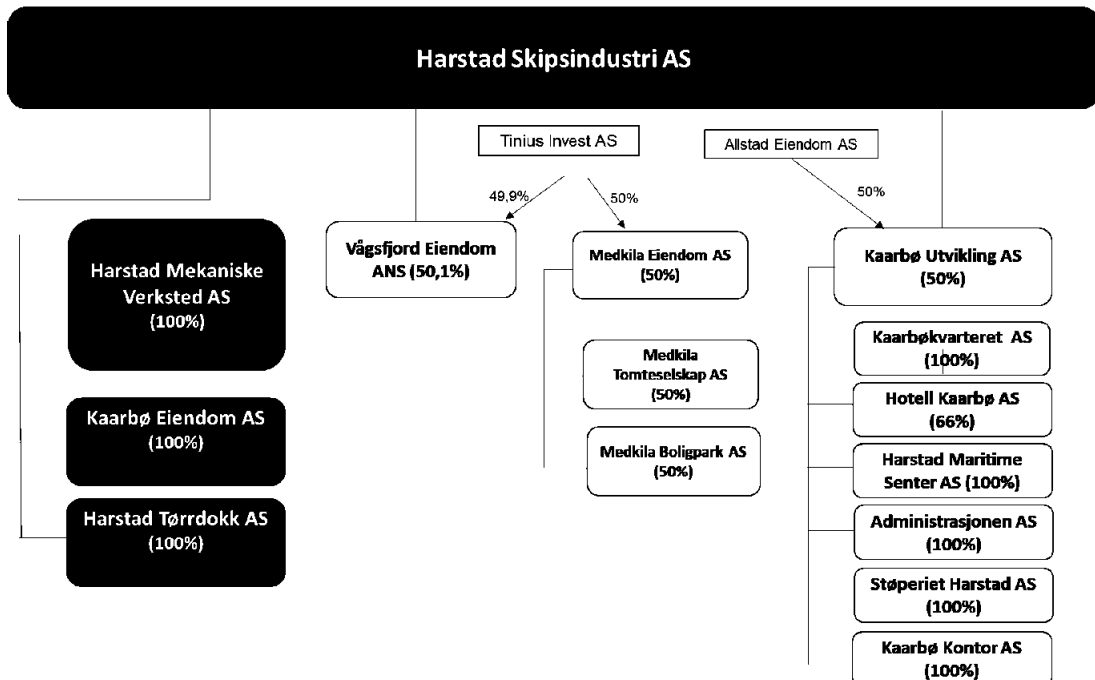 Harstad Skipsindustri AS
Tinius Invest AS
Allstad Eiendom AS
49,9%
50%
50%
Harstad Mekaniske
Verksted AS
(100%)
Kaarbø Eiendom AS
(100%)
Harstad Tørrdokk AS
(100%)
Vågsfjord Eiendom
ANS (50,1%)
Medkila Eiendom AS
(50%)
Medkila
Tomteselskap AS
(50%)
Medkila Boligpark AS
(50%)
Kaarbø Utvikling AS
(50%)
Kaarbøkvarteret AS
(100%)
Hotell Kaarbø AS
(66%)
Harstad Maritime
Senter AS (100%)
Administrasjonen AS
(100%)
Støperiet Harstad AS
(100%)
Kaarbø Kontor AS
(100%)